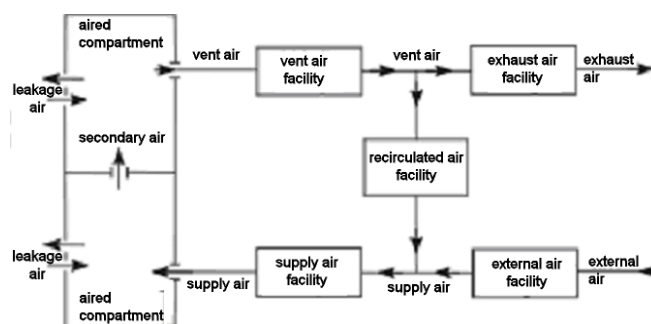 aired
compartment
vent air
vent air
facility
vent air
exhaust air
facility
exhaust
air
leakage
air
secondary air
recirculated air
facility
leakage
air
supply air
supply air
facility
supply air
external air
facility
external
air
aired
compartment